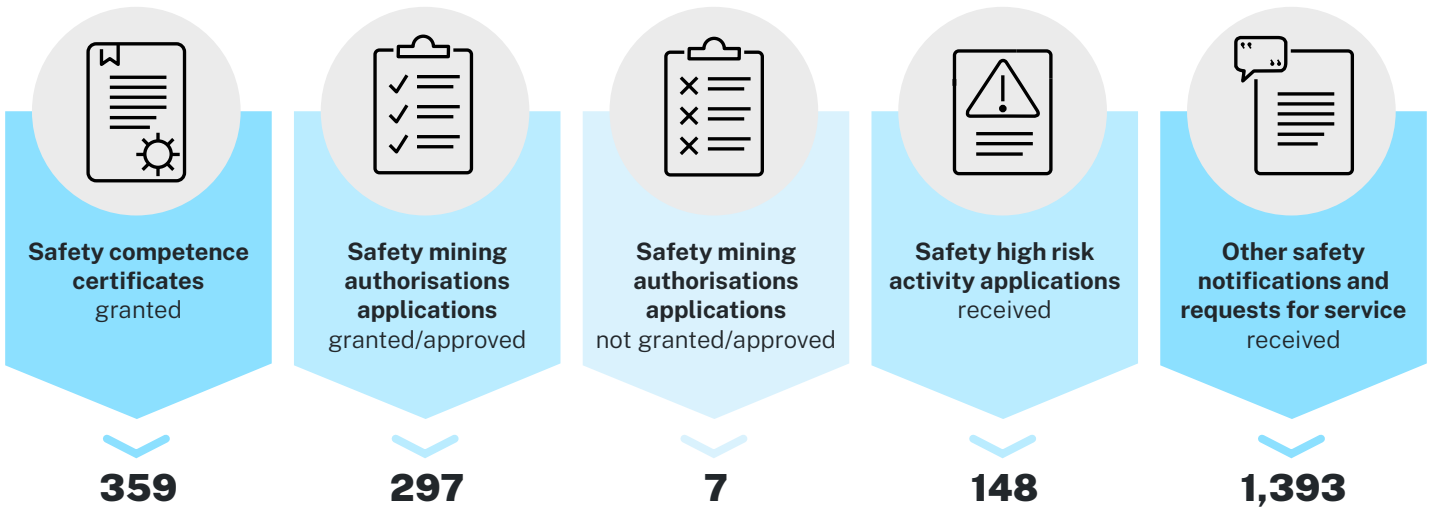 Safety competence
certificates
granted
359
Safety mining
authorisations
applications
granted/approved
297
Safety mining
authorisations
applications
not granted/approved
7
Safety high risk
activity applications
received
148
Other safety
notifications and
requests for service
received
1,393